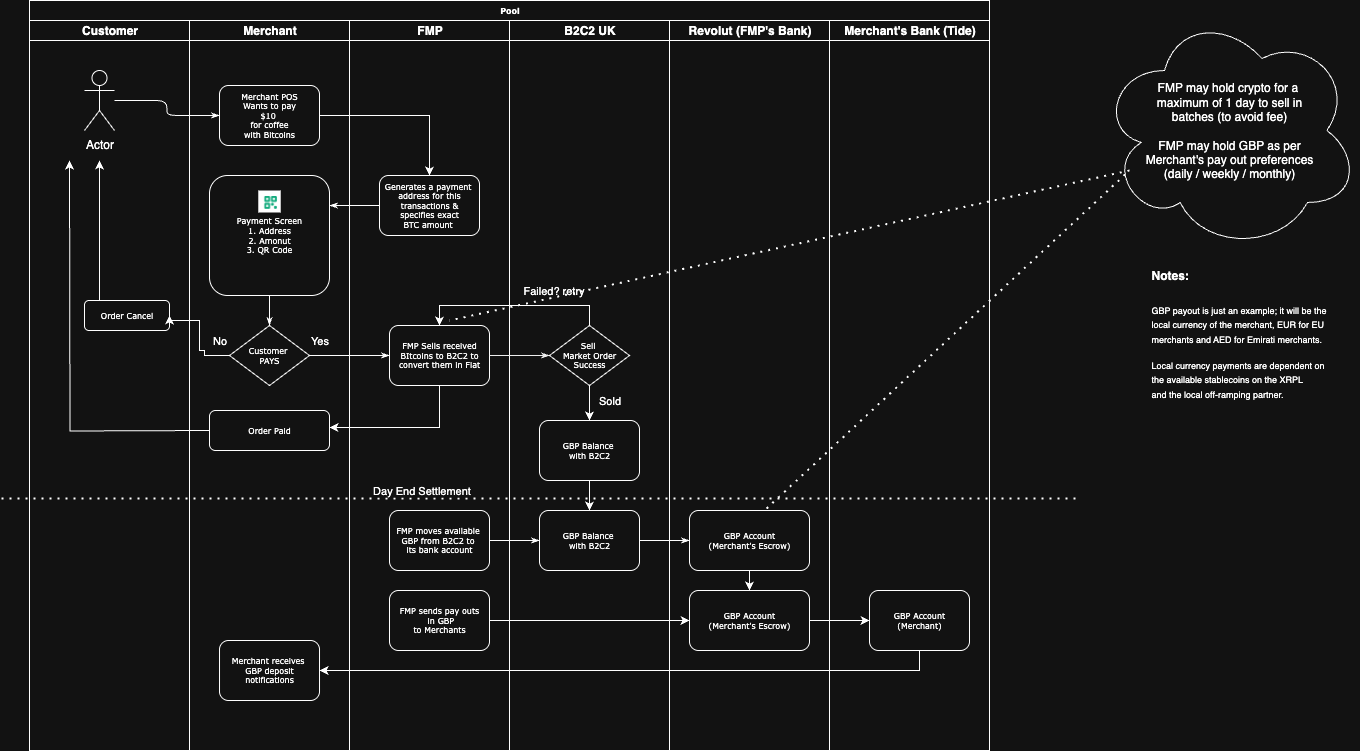 Pool
Customer
Merchant
FMP
B2C2 UK
Revolut (FMP's Bank)
Merchant's Bank (Tide)
Actor
Merchant POS
Wants to pay
$10
for coffee
with Bitcoins
Generates a payment
address for this
transactions &
specifies exact
BTC amount
Payment Screen
1. Address
2. Amonut
3. QR Code
FMP may hold crypto for a
maximum of 1 day to sell in
batches (to avoid fee)
FMP may hold GBP as per
Merchant's pay out preferences
(daily / weekly / monthly)
Notes:
GBP payout is just an example; it will be the
local currency of the merchant, EUR for EU
merchants and AED for Emirati merchants.
Local currency payments are dependent on
the available stablecoins on the XRPL
and the local off-ramping partner.
Failed? retry
Order Cancel
No
Customer
PAYS
Yes
FMP Sells received
BItcoins to B2C2 to
convert them in Fiat
Sell
Market Order
Success
Sold
Order Paid
GBP Balance
with B2C2
Day End Settlement
FMP moves available
GBP from B2C2 to
its bank account
GBP Balance
with B2C2
GBP Account
(Merchant's Escrow)
FMP sends pay outs
in GBP
to Merchants
GBP Account
(Merchant's Escrow)
GBP Account
(Merchant)
Merchant receives
GBP deposit
notifications